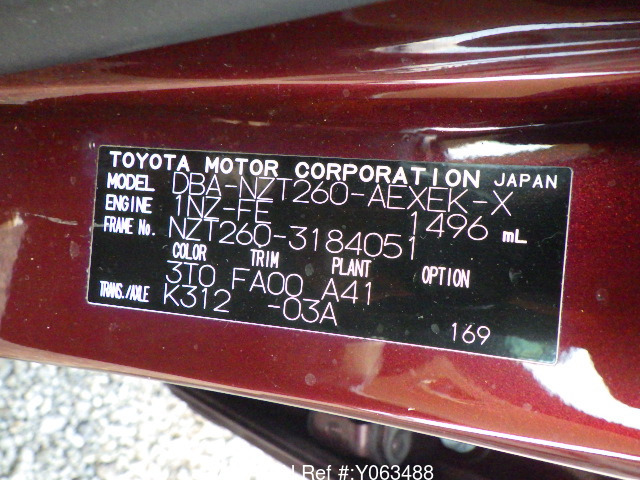 TOYOTA MOTOR CORPORATION JAPAN
MODEL DBA-NZT260-AEXEK-X
ENGINE 1NZ-FE 1496 mL
FRAME No. NZT260-3184051
COLOR TRIM PLANT OPTION
3T0 FA00 A41
TRANS./AXLE K312 -03A
169
Ref #:Y063488